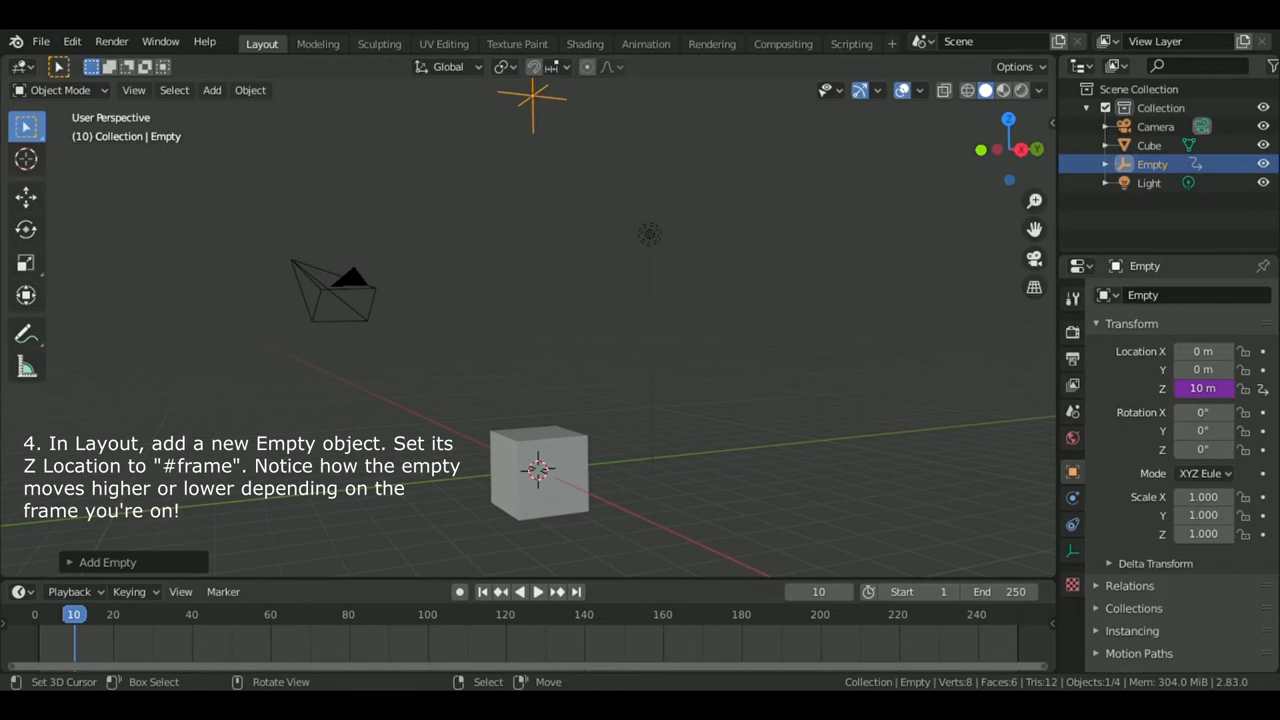 File Edit Render Window Help Layout Modeling Sculpting UV Editing Texture Paint Shading Animation Rendering Compositing Scripting + Scene View Layer
Global Options
Object Mode View Select Add Object
User Perspective
(10) Collection | Empty
Z
X
Y
4. In Layout, add a new Empty object. Set its
Z Location to "#frame". Notice how the empty
moves higher or lower depending on the
frame you're on!
Add Empty
Scene Collection
Collection
Camera
Cube
Empty
Light
Empty
Empty
Transform
Location X 0 m
Y 0 m
Z 10 m
Rotation X 0°
Y 0°
Z 0°
Mode XYZ Eule
Scale X 1.000
Y 1.000
Z 1.000
Delta Transform
Relations
Collections
Instancing
Motion Paths
Playback Keying View Marker 10 Start 1 End 250
0 10 20 40 60 80 100 120 140 160 180 200 220 240
Set 3D Cursor Box Select Rotate View Select Move Collection | Empty | Verts:8 | Faces:6 | Tris:12 | Objects:1/4 | Mem: 304.0 MiB | 2.83.0